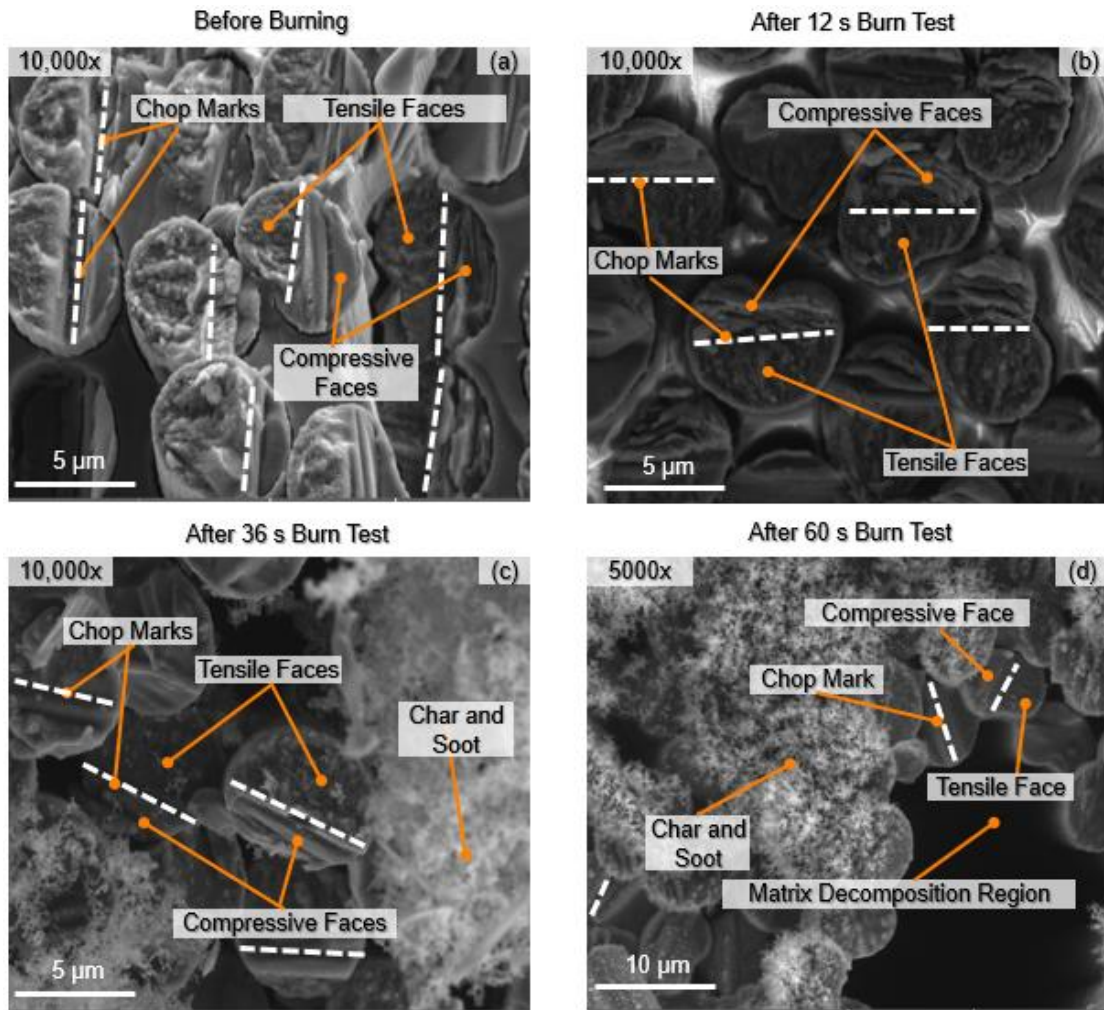 Before Burning
10,000x
(a)
Chop Marks
Tensile Faces
Compressive
Faces
5 µm
After 12 s Burn Test
10,000x
(b)
Compressive Faces
Chop Marks
Tensile Faces
5 µm
After 36 s Burn Test
10,000x
(c)
Chop Marks
Tensile Faces
Char and
Soot
Compressive Faces
5 µm
After 60 s Burn Test
5000x
(d)
Compressive Face
Chop Mark
Tensile Face
Char and
Soot
Matrix Decomposition Region
10 µm